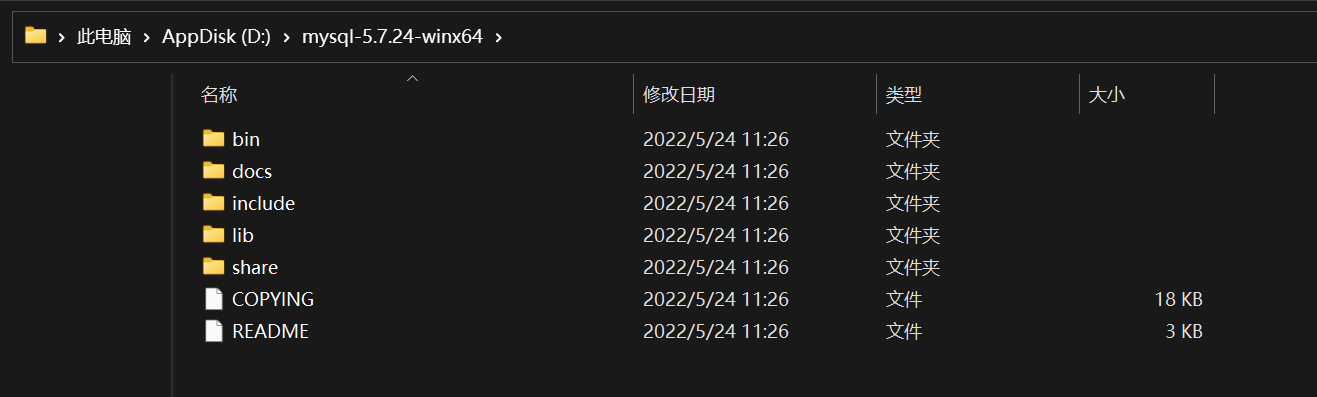 此电脑 AppDisk (D:) mysql-5.7.24-winx64
名称 修改日期 类型 大小
bin 2022/5/24 11:26 文件夹
docs 2022/5/24 11:26 文件夹
include 2022/5/24 11:26 文件夹
lib 2022/5/24 11:26 文件夹
share 2022/5/24 11:26 文件夹
COPYING 2022/5/24 11:26 文件 18 KB
README 2022/5/24 11:26 文件 3 KB